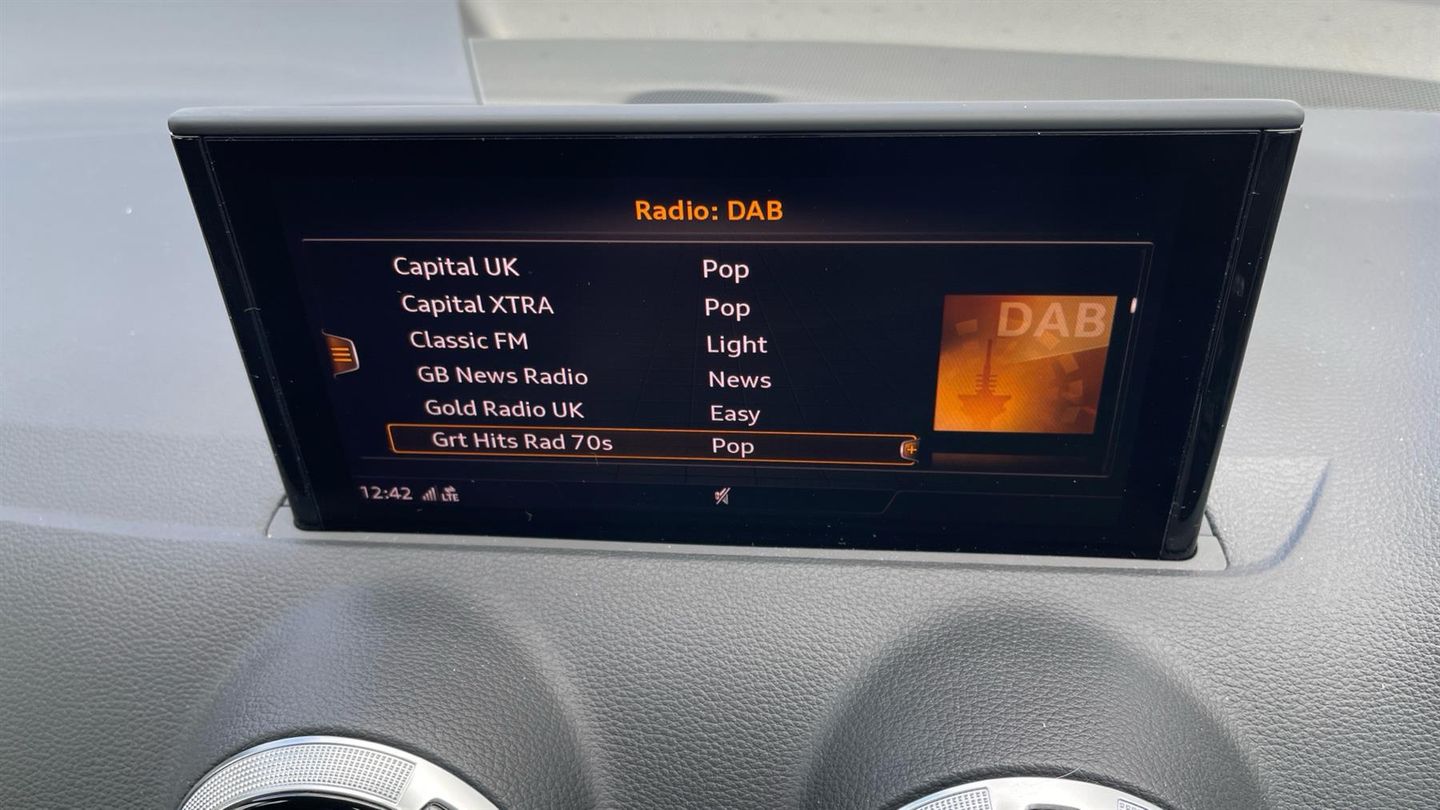 Radio: DAB
Capital UK Pop
Capital XTRA Pop
Classic FM Light
GB News Radio News
Gold Radio UK Easy
Grt Hits Rad 70s Pop
DAB
12:42 LTE